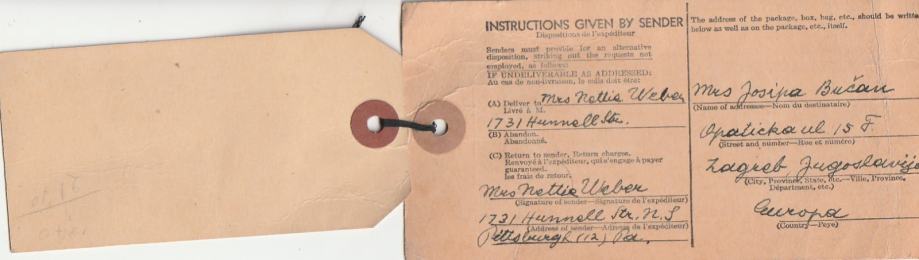 INSTRUCTIONS GIVEN BY SENDER
Dispositions de l'expéditeur
Senders must provide for an alternative
disposition, striking out the requests not
employed, as follows:
IF UNDELIVERABLE AS ADDRESSED:
Au cas de non-livraison, le colis doit être:
(A) Deliver to Mrs Nettie Weber
Livré à M.
1731 Hunnell Str.
(B) Abandon.
Abandonné.
(C) Return to sender, Return charges.
Renvoyé à l'expéditeur, qui s'engage à payer
guaranteed.
les frais de retour.
Mrs Nettie Weber
(Signature of sender—Signature de l'expéditeur)
1731 Hunnell Str. N.S
(Address of sender—Adresse de l'expéditeur)
Pittsburgh (12) Pa.
The address of the package, box, bag, etc., should be writte
below as well as on the package, etc., itself.
Mrs Josipa Bučan
(Name of addressee—Nom du destinataire)
Opatička ul 15 I.
(Street and number—Rue et numéro)
Zagreb Jugoslavija
(City, Province, State, etc.—Ville, Province,
Département, etc.)
Europa
(Country—Pays)